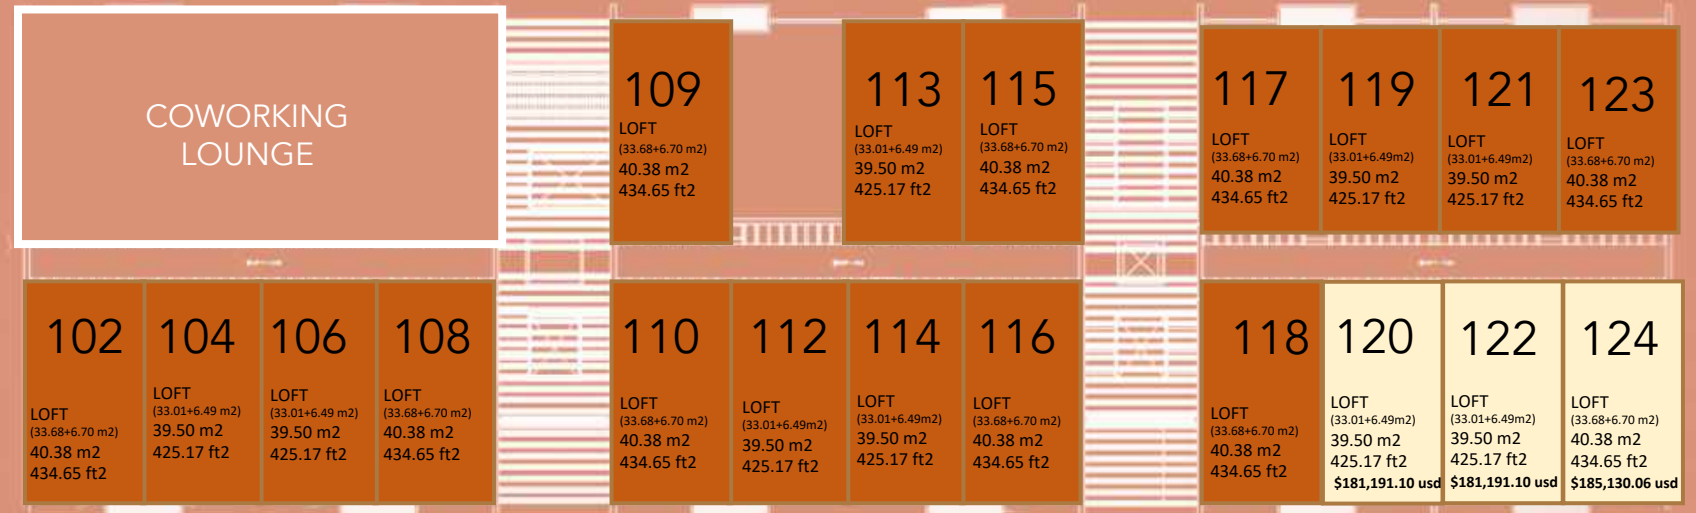 COWORKING
LOUNGE
109
LOFT
(33.68+6.70 m2)
40.38 m2
434.65 ft2
113
LOFT
(33.01+6.49 m2)
39.50 m2
425.17 ft2
115
LOFT
(33.68+6.70 m2)
40.38 m2
434.65 ft2
117
LOFT
(33.68+6.70 m2)
40.38 m2
434.65 ft2
119
LOFT
(33.01+6.49m2)
39.50 m2
425.17 ft2
121
LOFT
(33.01+6.49m2)
39.50 m2
425.17 ft2
123
LOFT
(33.68+6.70 m2)
40.38 m2
434.65 ft2
102
LOFT
(33.68+6.70 m2)
40.38 m2
434.65 ft2
104
LOFT
(33.01+6.49 m2)
39.50 m2
425.17 ft2
106
LOFT
(33.01+6.49 m2)
39.50 m2
425.17 ft2
108
LOFT
(33.68+6.70 m2)
40.38 m2
434.65 ft2
110
LOFT
(33.68+6.70 m2)
40.38 m2
434.65 ft2
112
LOFT
(33.01+6.49m2)
39.50 m2
425.17 ft2
114
LOFT
(33.01+6.49 m2)
39.50 m2
425.17 ft2
116
LOFT
(33.68+6.70 m2)
40.38 m2
434.65 ft2
118
LOFT
(33.68+6.70 m2)
40.38 m2
434.65 ft2
120
LOFT
(33.01+6.49m2)
39.50 m2
425.17 ft2
$181,191.10 usd
122
LOFT
(33.01+6.49m2)
39.50 m2
425.17 ft2
$181,191.10 usd
124
LOFT
(33.68+6.70 m2)
40.38 m2
434.65 ft2
$185,130.06 usd